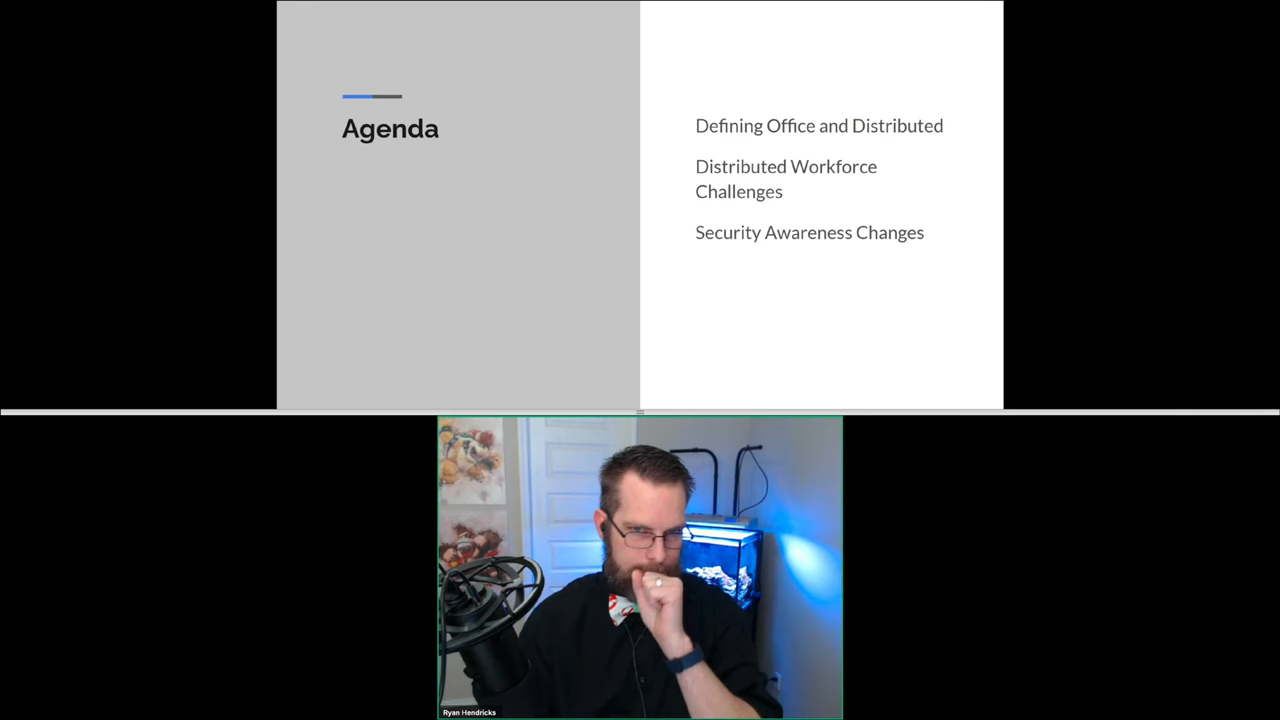 Agenda
Defining Office and Distributed
Distributed Workforce
Challenges
Security Awareness Changes
Ryan Hendricks